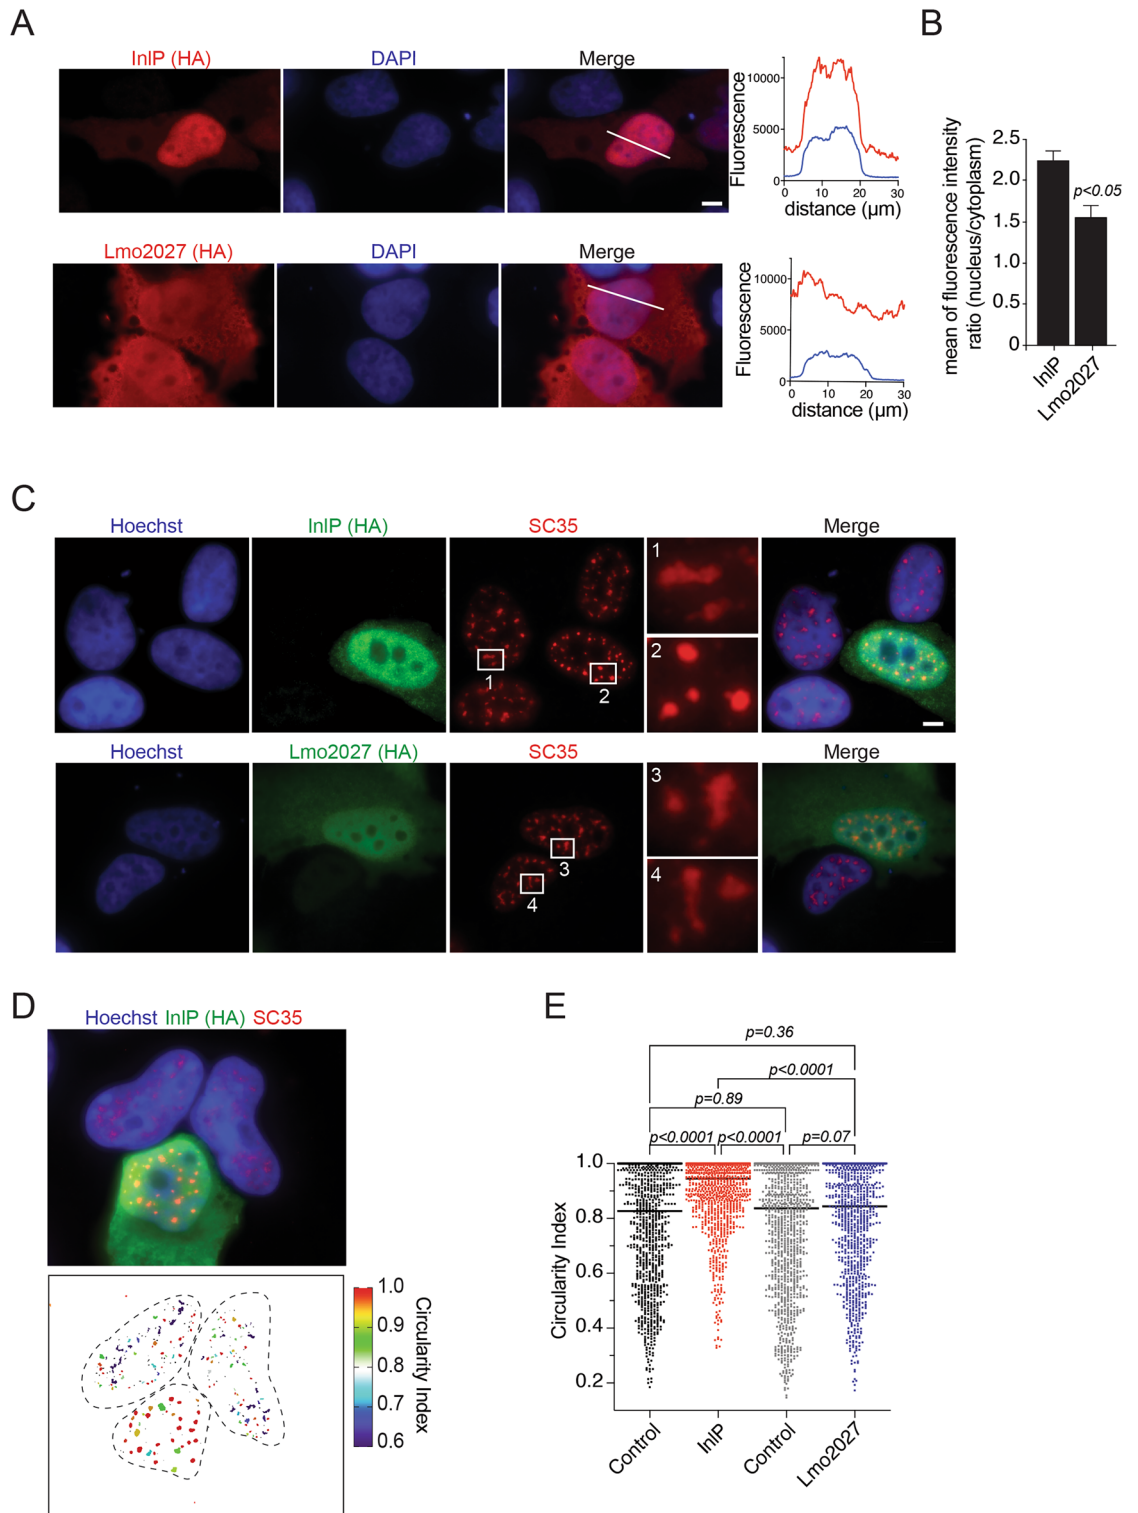 A
B
InlP (HA)
DAPI
Merge
Fluorescence
10000
5000
0
0
10
20
30
distance (µm)
Lmo2027 (HA)
DAPI
Merge
Fluorescence
10000
5000
0
0
10
20
30
distance (µm)
mean of fluorescence intensity
ratio (nucleus/cytoplasm)
2.5
2.0
1.5
1.0
0.5
0
p<0.05
InlP
Lmo2027
C
Hoechst
InlP (HA)
SC35
Merge
1
2
1
2
Hoechst
Lmo2027 (HA)
SC35
Merge
3
4
3
4
D
Hoechst InlP (HA) SC35
1.0
0.9
0.8
0.7
0.6
Circularity Index
E
p=0.36
p<0.0001
p=0.89
p<0.0001 p<0.0001 p=0.07
Circularity Index
1.0
0.8
0.6
0.4
0.2
Control
InlP
Control
Lmo2027